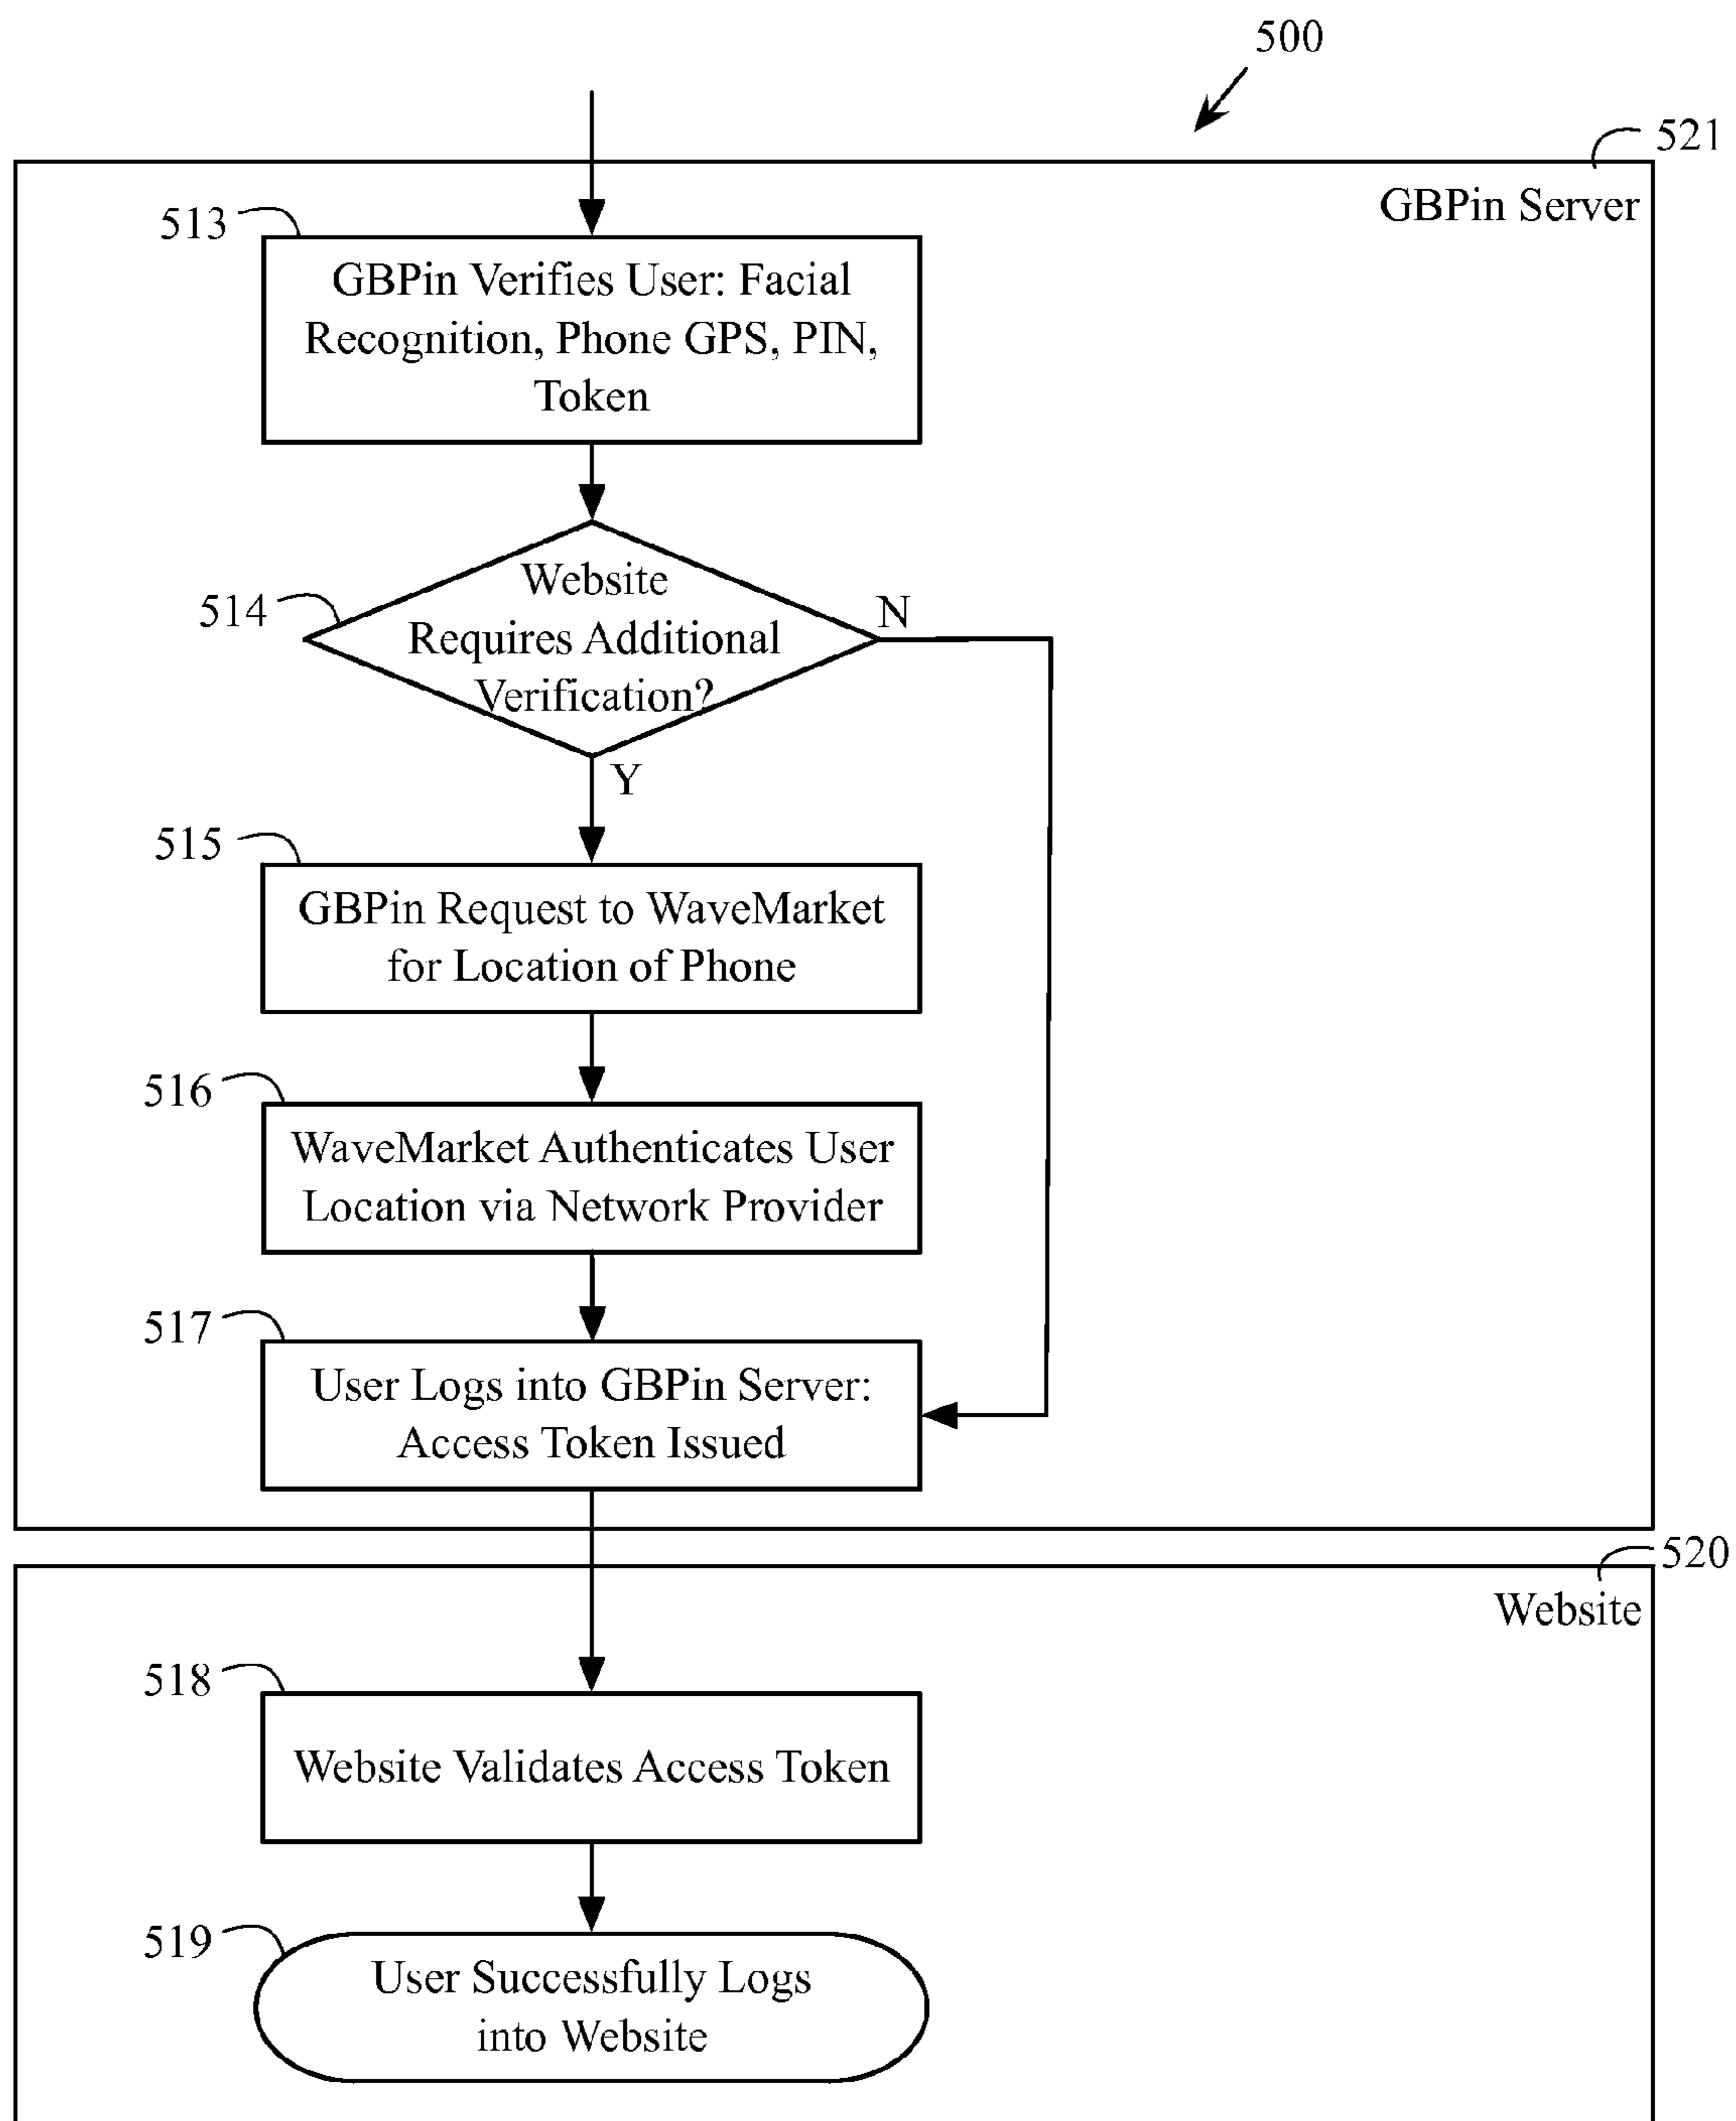 500
521
GBPin Server
513
GBPin Verifies User: Facial
Recognition, Phone GPS, PIN,
Token
514
Website
Requires Additional
Verification?
N
Y
515
GBPin Request to WaveMarket
for Location of Phone
516
WaveMarket Authenticates User
Location via Network Provider
517
User Logs into GBPin Server:
Access Token Issued
520
Website
518
Website Validates Access Token
519
User Successfully Logs
into Website